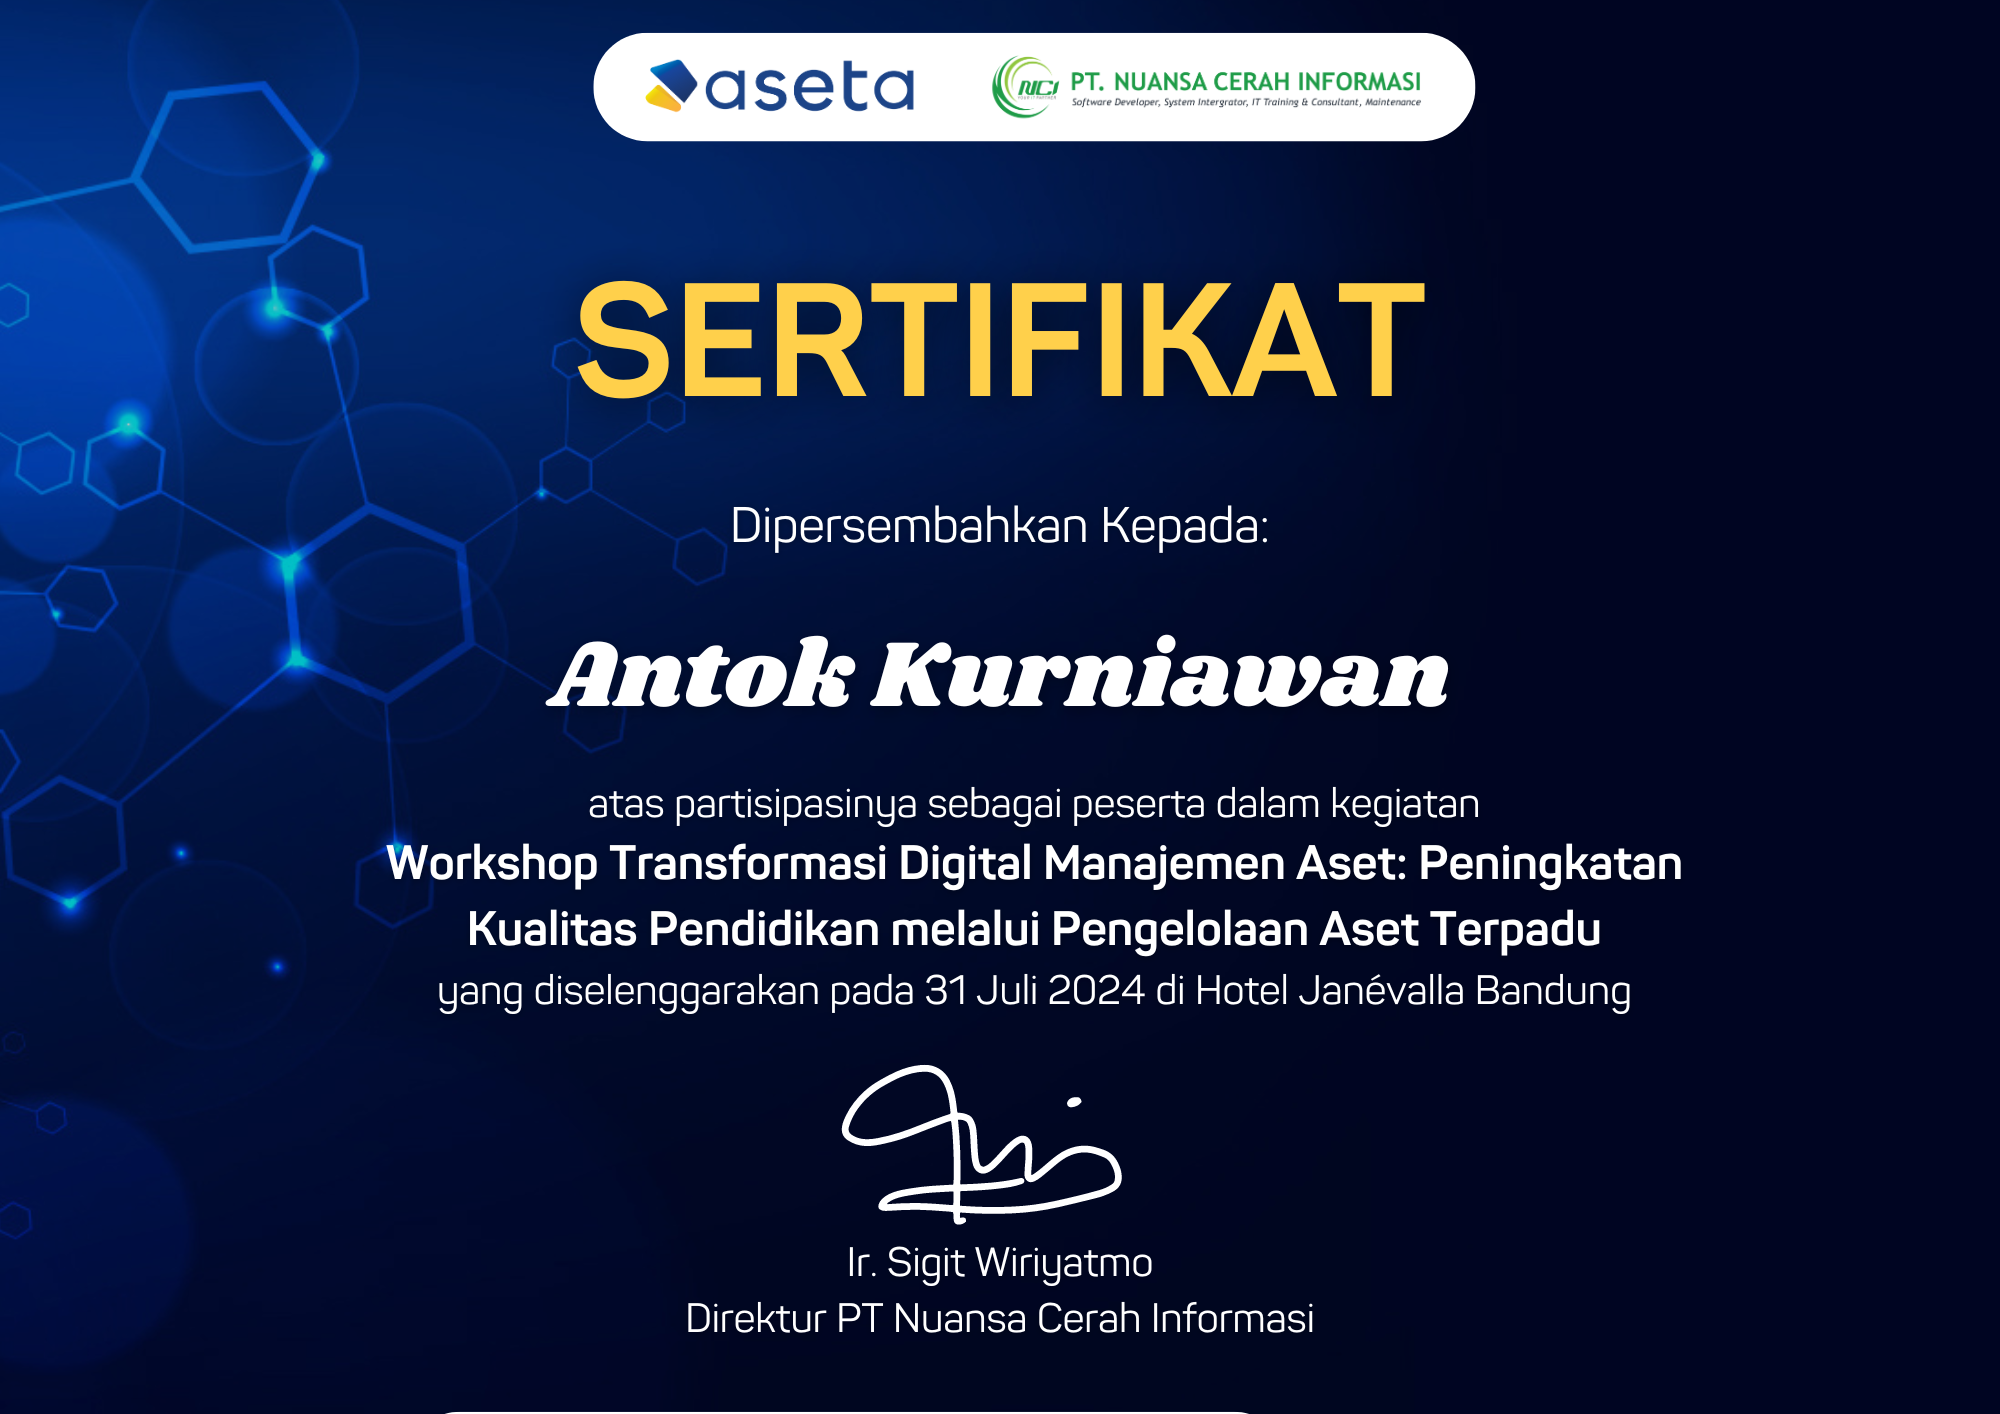 aseta
NCI
PT. NUANSA CERAH INFORMASI
Software Developer, System Intergrator, IT Training & Consultant, Maintenance
SERTIFIKAT
Dipersembahkan Kepada:
Antok Kurniawan
atas partisipasinya sebagai peserta dalam kegiatan
Workshop Transformasi Digital Manajemen Aset: Peningkatan
Kualitas Pendidikan melalui Pengelolaan Aset Terpadu
yang diselenggarakan pada 31 Juli 2024 di Hotel Janévalla Bandung
Ir. Sigit Wiriyatmo
Direktur PT Nuansa Cerah Informasi